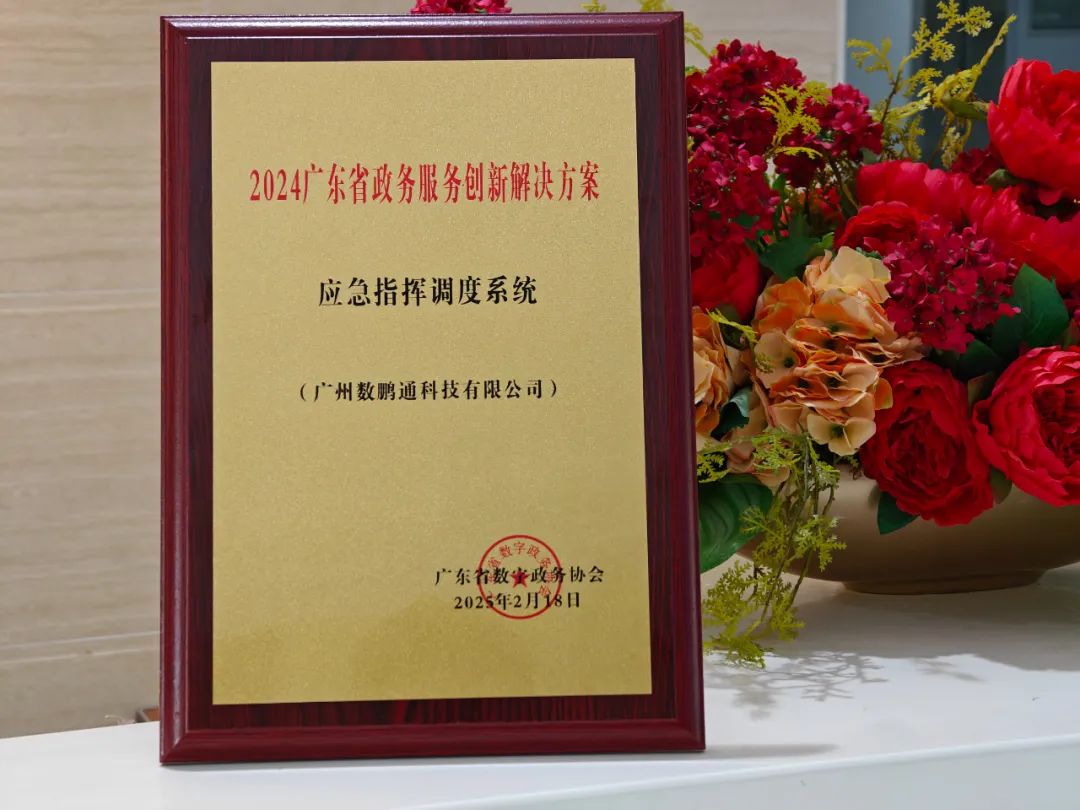 2024广东省政务服务创新解决方案
应急指挥调度系统
（广州数鹏通科技有限公司）
广东省数字政务协会
2025年2月18日